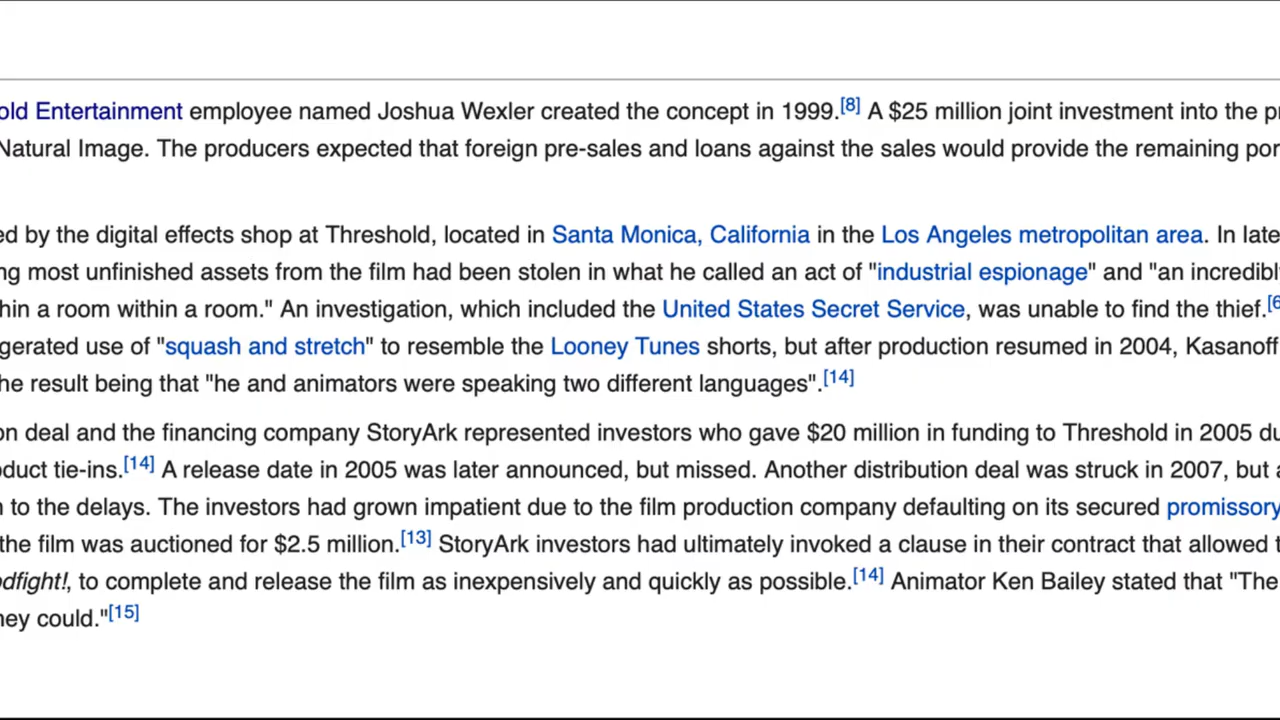 old Entertainment employee named Joshua Wexler created the concept in 1999.[8] A $25 million joint investment into the p
Natural Image. The producers expected that foreign pre-sales and loans against the sales would provide the remaining por
ed by the digital effects shop at Threshold, located in Santa Monica, California in the Los Angeles metropolitan area. In late
ng most unfinished assets from the film had been stolen in what he called an act of "industrial espionage" and "an incredibl
hin a room within a room." An investigation, which included the United States Secret Service, was unable to find the thief.[6
gerated use of "squash and stretch" to resemble the Looney Tunes shorts, but after production resumed in 2004, Kasanoff
he result being that "he and animators were speaking two different languages".[14]
on deal and the financing company StoryArk represented investors who gave $20 million in funding to Threshold in 2005 du
duct tie-ins.[14] A release date in 2005 was later announced, but missed. Another distribution deal was struck in 2007, but a
n to the delays. The investors had grown impatient due to the film production company defaulting on its secured promissory
the film was auctioned for $2.5 million.[13] StoryArk investors had ultimately invoked a clause in their contract that allowed t
odfight!, to complete and release the film as inexpensively and quickly as possible.[14] Animator Ken Bailey stated that "The
hey could."[15]